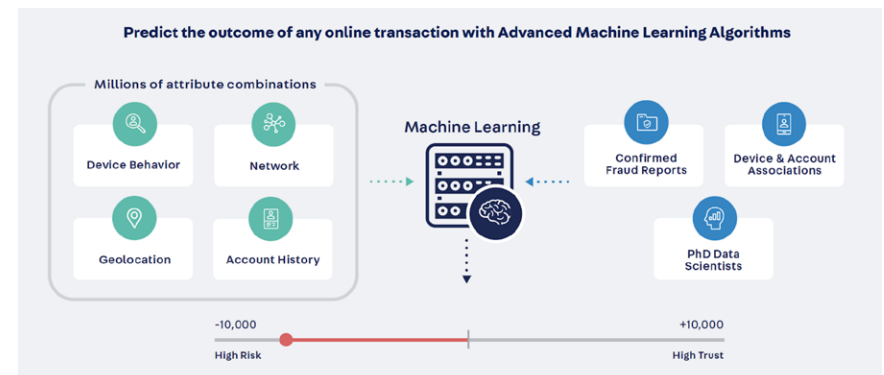 Predict the outcome of any online transaction with Advanced Machine Learning Algorithms
Millions of attribute combinations
Device Behavior
Network
Geolocation
Account History
Machine Learning
Confirmed
Fraud Reports
Device & Account
Associations
PhD Data
Scientists
-10,000
+10,000
High Risk
High Trust